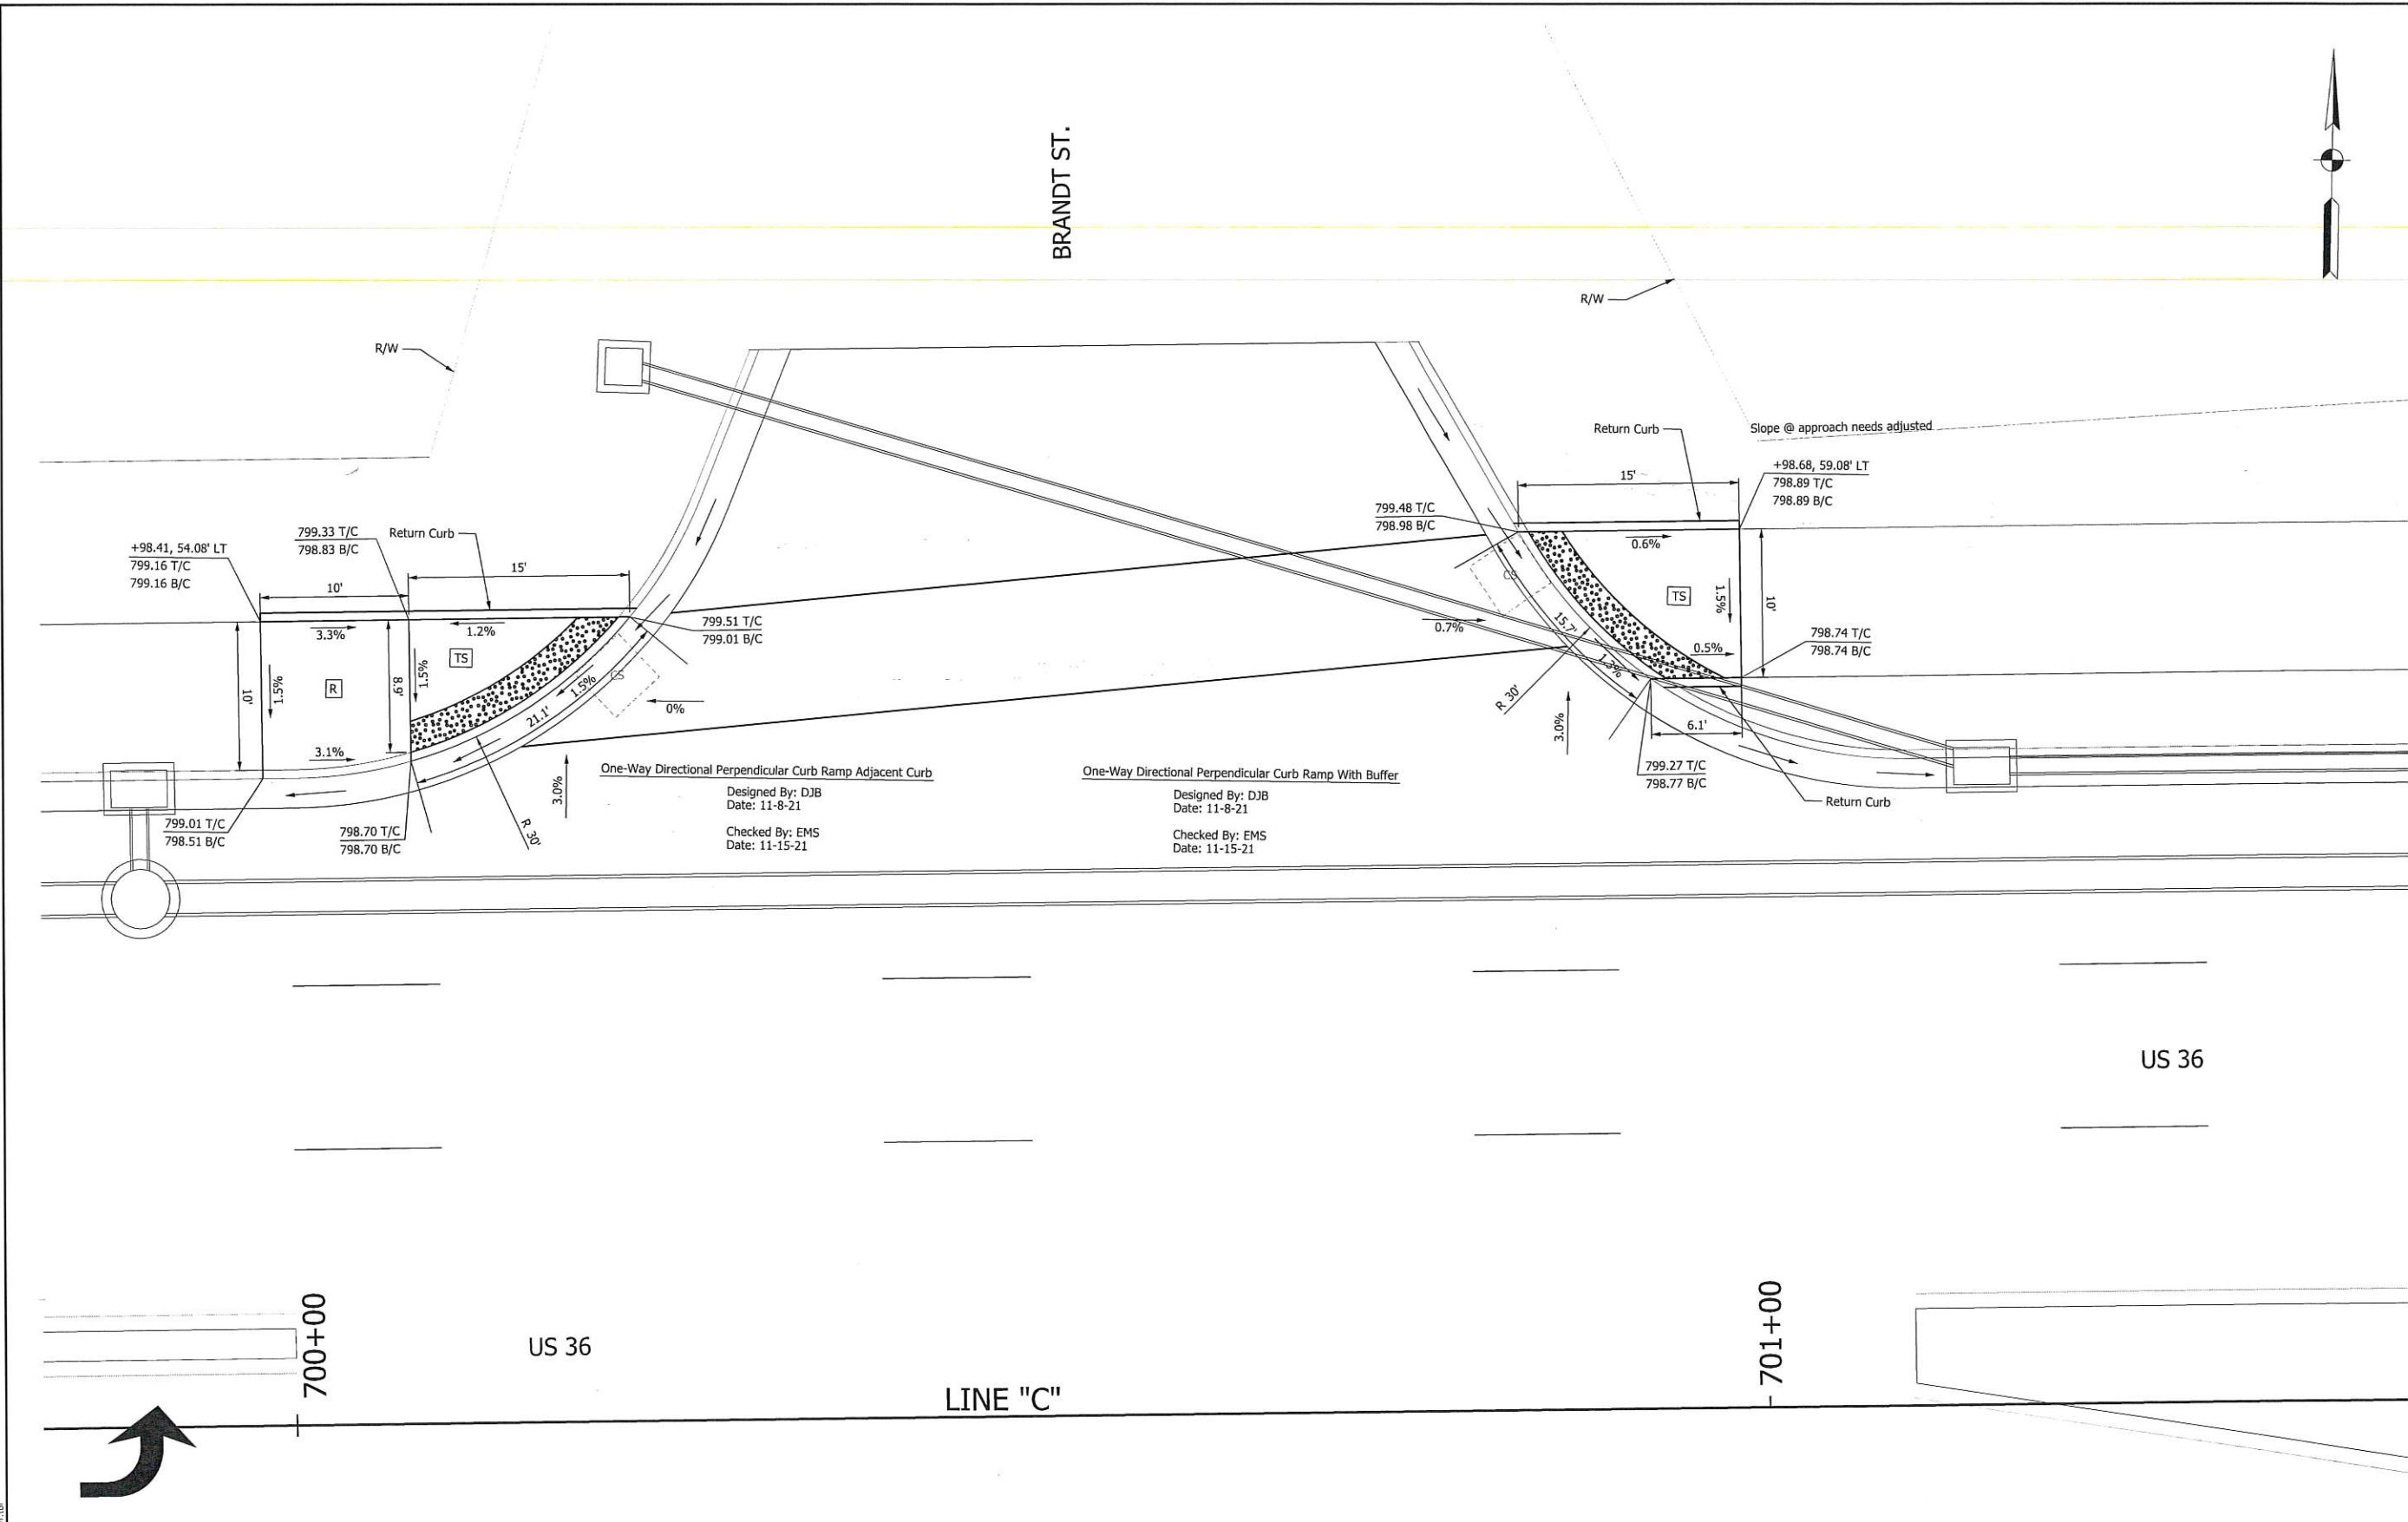 BRANDT ST.
R/W
R/W
Return Curb
Slope @ approach needs adjusted
15'
+98.68, 59.08' LT
798.89 T/C
798.89 B/C
799.48 T/C
798.98 B/C
0.6%
TS
1.5%
10'
0.5%
798.74 T/C
798.74 B/C
CS
15.7'
1.3%
0.7%
R 30'
3.0%
6.1'
799.27 T/C
798.77 B/C
Return Curb
+98.41, 54.08' LT
799.16 T/C
799.16 B/C
799.33 T/C
798.83 B/C
Return Curb
10'
15'
3.3%
1.2%
799.51 T/C
799.01 B/C
TS
R
10'
1.5%
8.9'
1.5%
1.5%
CS
21.1'
0%
3.1%
799.01 T/C
798.51 B/C
798.70 T/C
798.70 B/C
R 30'
3.0%
One-Way Directional Perpendicular Curb Ramp Adjacent Curb
Designed By: DJB
Date: 11-8-21
Checked By: EMS
Date: 11-15-21
One-Way Directional Perpendicular Curb Ramp With Buffer
Designed By: DJB
Date: 11-8-21
Checked By: EMS
Date: 11-15-21
US 36
700+00
US 36
LINE "C"
701+00